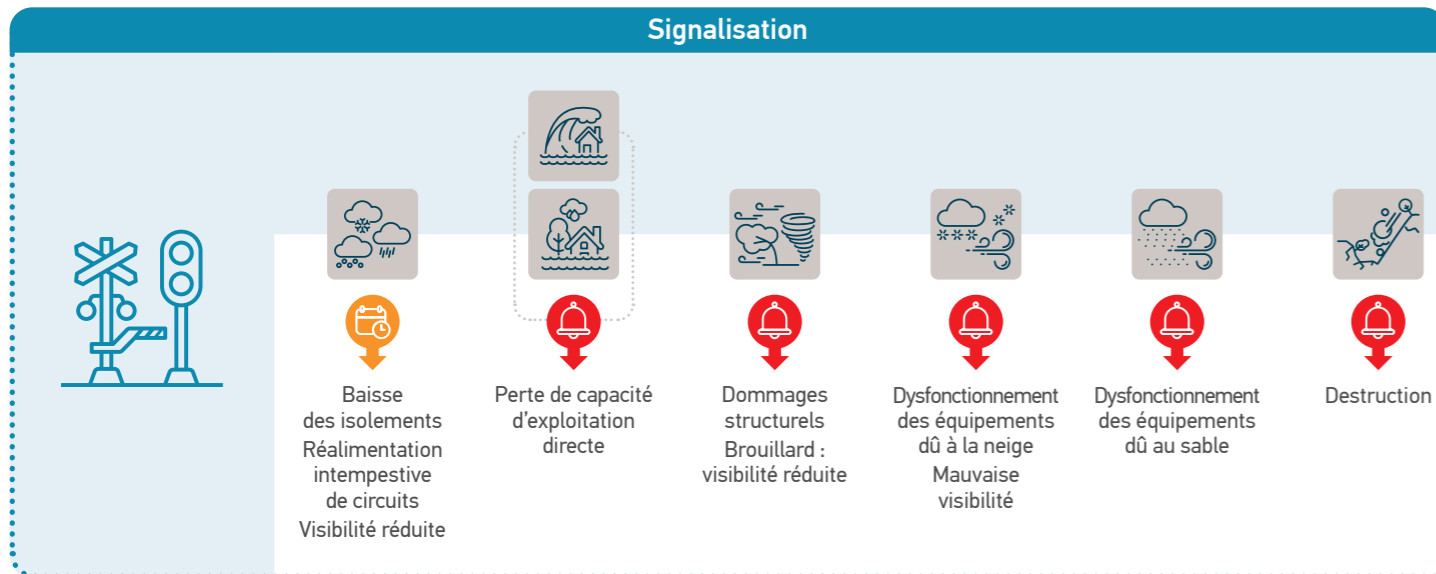 Signalisation
Baisse
des isolements
Réalimentation
intempestive
de circuits
Visibilité réduite
Perte de capacité
d'exploitation
directe
Dommages
structurels
Brouillard :
visibilité réduite
Dysfonctionnement
des équipements
dû à la neige
Mauvaise
visibilité
Dysfonctionnement
des équipements
dû au sable
Destruction